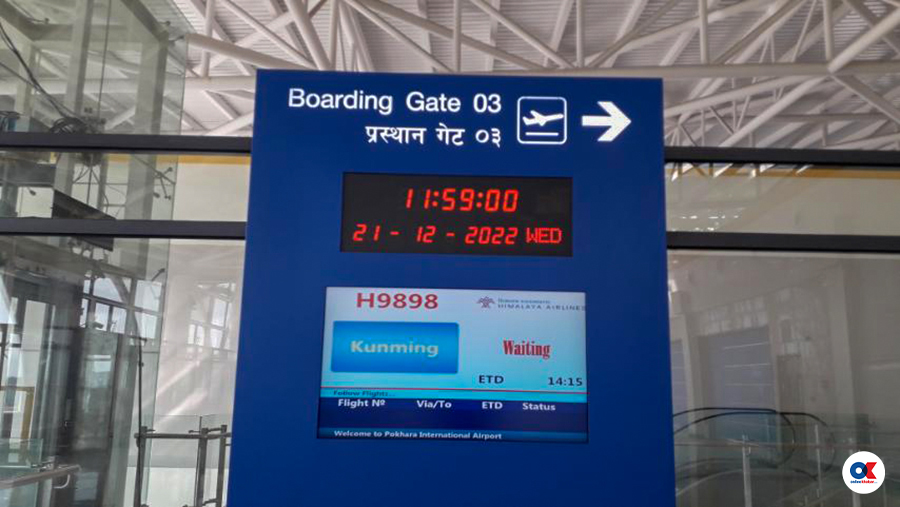 Boarding Gate 03
प्रस्थान गेट ०३
11:59:00
21 - 12 - 2022 WED
H9898
HIMALAYA AIRLINES
Kunming
Waiting
ETD 14:15
Follow Flights...
Flight Nº Via/To ETD Status
Welcome to Pokhara International Airport
OK